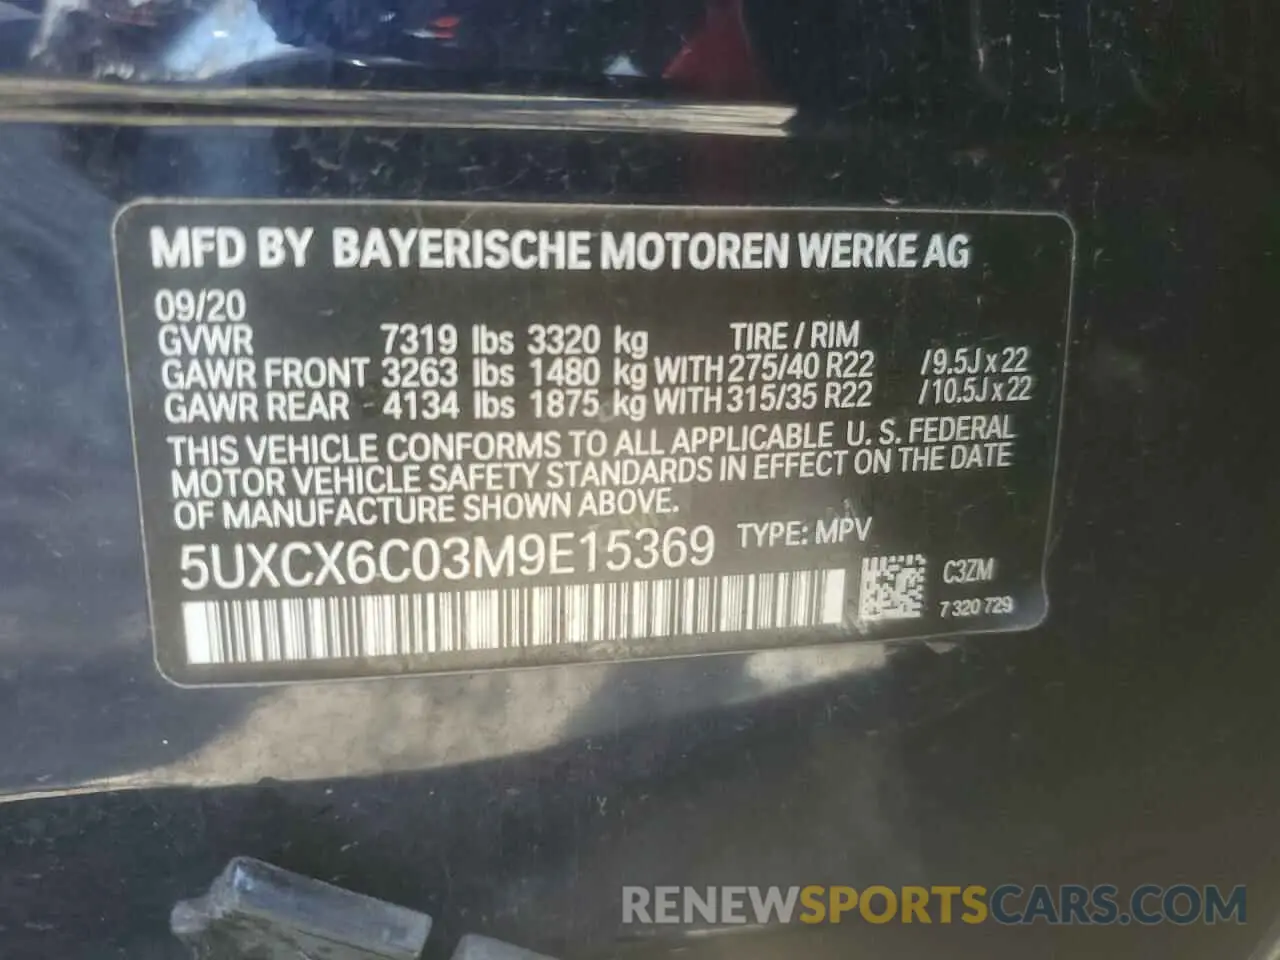 MFD BY BAYERISCHE MOTOREN WERKE AG
09/20
GVWR 7319 lbs 3320 kg TIRE / RIM
GAWR FRONT 3263 lbs 1480 kg WITH 275/40 R22 /9.5J x 22
GAWR REAR - 4134 lbs 1875 kg WITH 315/35 R22 /10.5J x 22
THIS VEHICLE CONFORMS TO ALL APPLICABLE U. S. FEDERAL
MOTOR VEHICLE SAFETY STANDARDS IN EFFECT ON THE DATE
OF MANUFACTURE SHOWN ABOVE.
5UXCX6C03M9E15369 TYPE: MPV
C3ZM
7 320 729
RENEWSPORTSCARS.COM